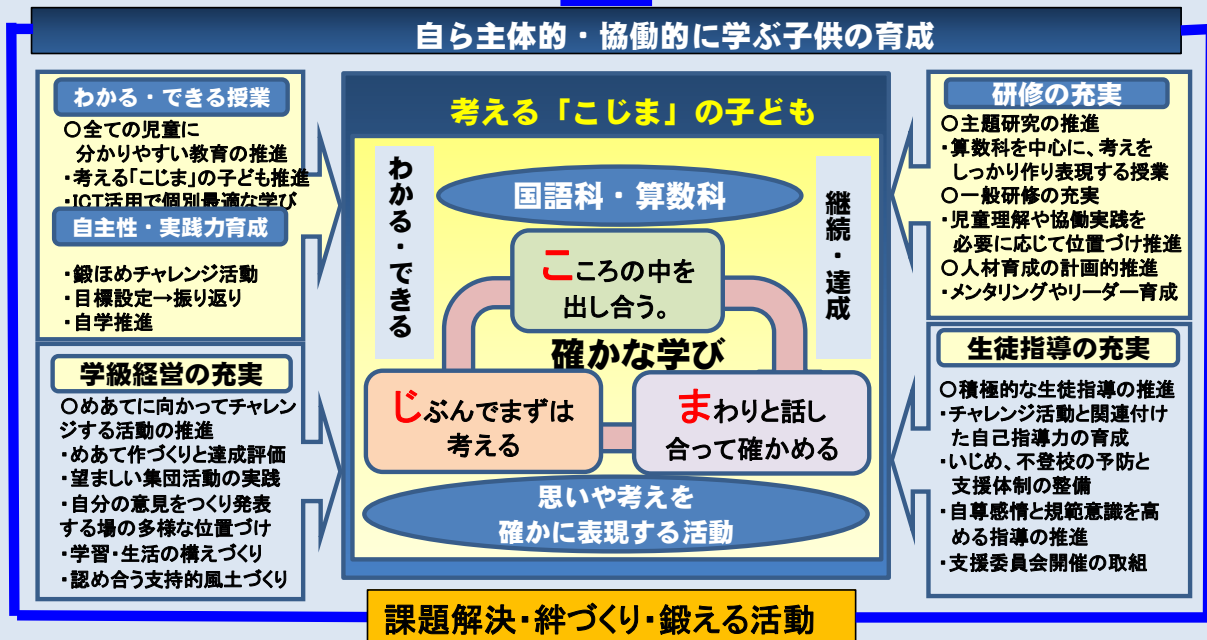 自ら主体的・協働的に学ぶ子供の育成
わかる・できる授業
〇全ての児童に
分かりやすい教育の推進
・考える「こじま」の子ども推進
・ICT活用で個別最適な学び
自主性・実践力育成
・鍛ほめチャレンジ活動
・目標設定→振り返り
・自学推進
学級経営の充実
〇めあてに向かってチャレン
ジする活動の推進
・めあて作づくりと達成評価
・望ましい集団活動の実践
・自分の意見をつくり発表
する場の多様な位置づけ
・学習・生活の構えづくり
・認め合う支持的風土づくり
考える「こじま」の子ども
わかる・できる
国語科・算数科
継続・達成
こころの中を
出し合う。
確かな学び
じぶんでまずは
考える
まわりと話し
合って確かめる
思いや考えを
確かに表現する活動
研修の充実
〇主題研究の推進
・算数科を中心に、考えを
しっかり作り表現する授業
〇一般研修の充実
・児童理解や協働実践を
必要に応じて位置づけ推進
〇人材育成の計画的推進
・メンタリングやリーダー育成
生徒指導の充実
〇積極的な生徒指導の推進
・チャレンジ活動と関連付け
た自己指導力の育成
・いじめ、不登校の予防と
支援体制の整備
・自尊感情と規範意識を高
める指導の推進
・支援委員会開催の取組
課題解決・絆づくり・鍛える活動